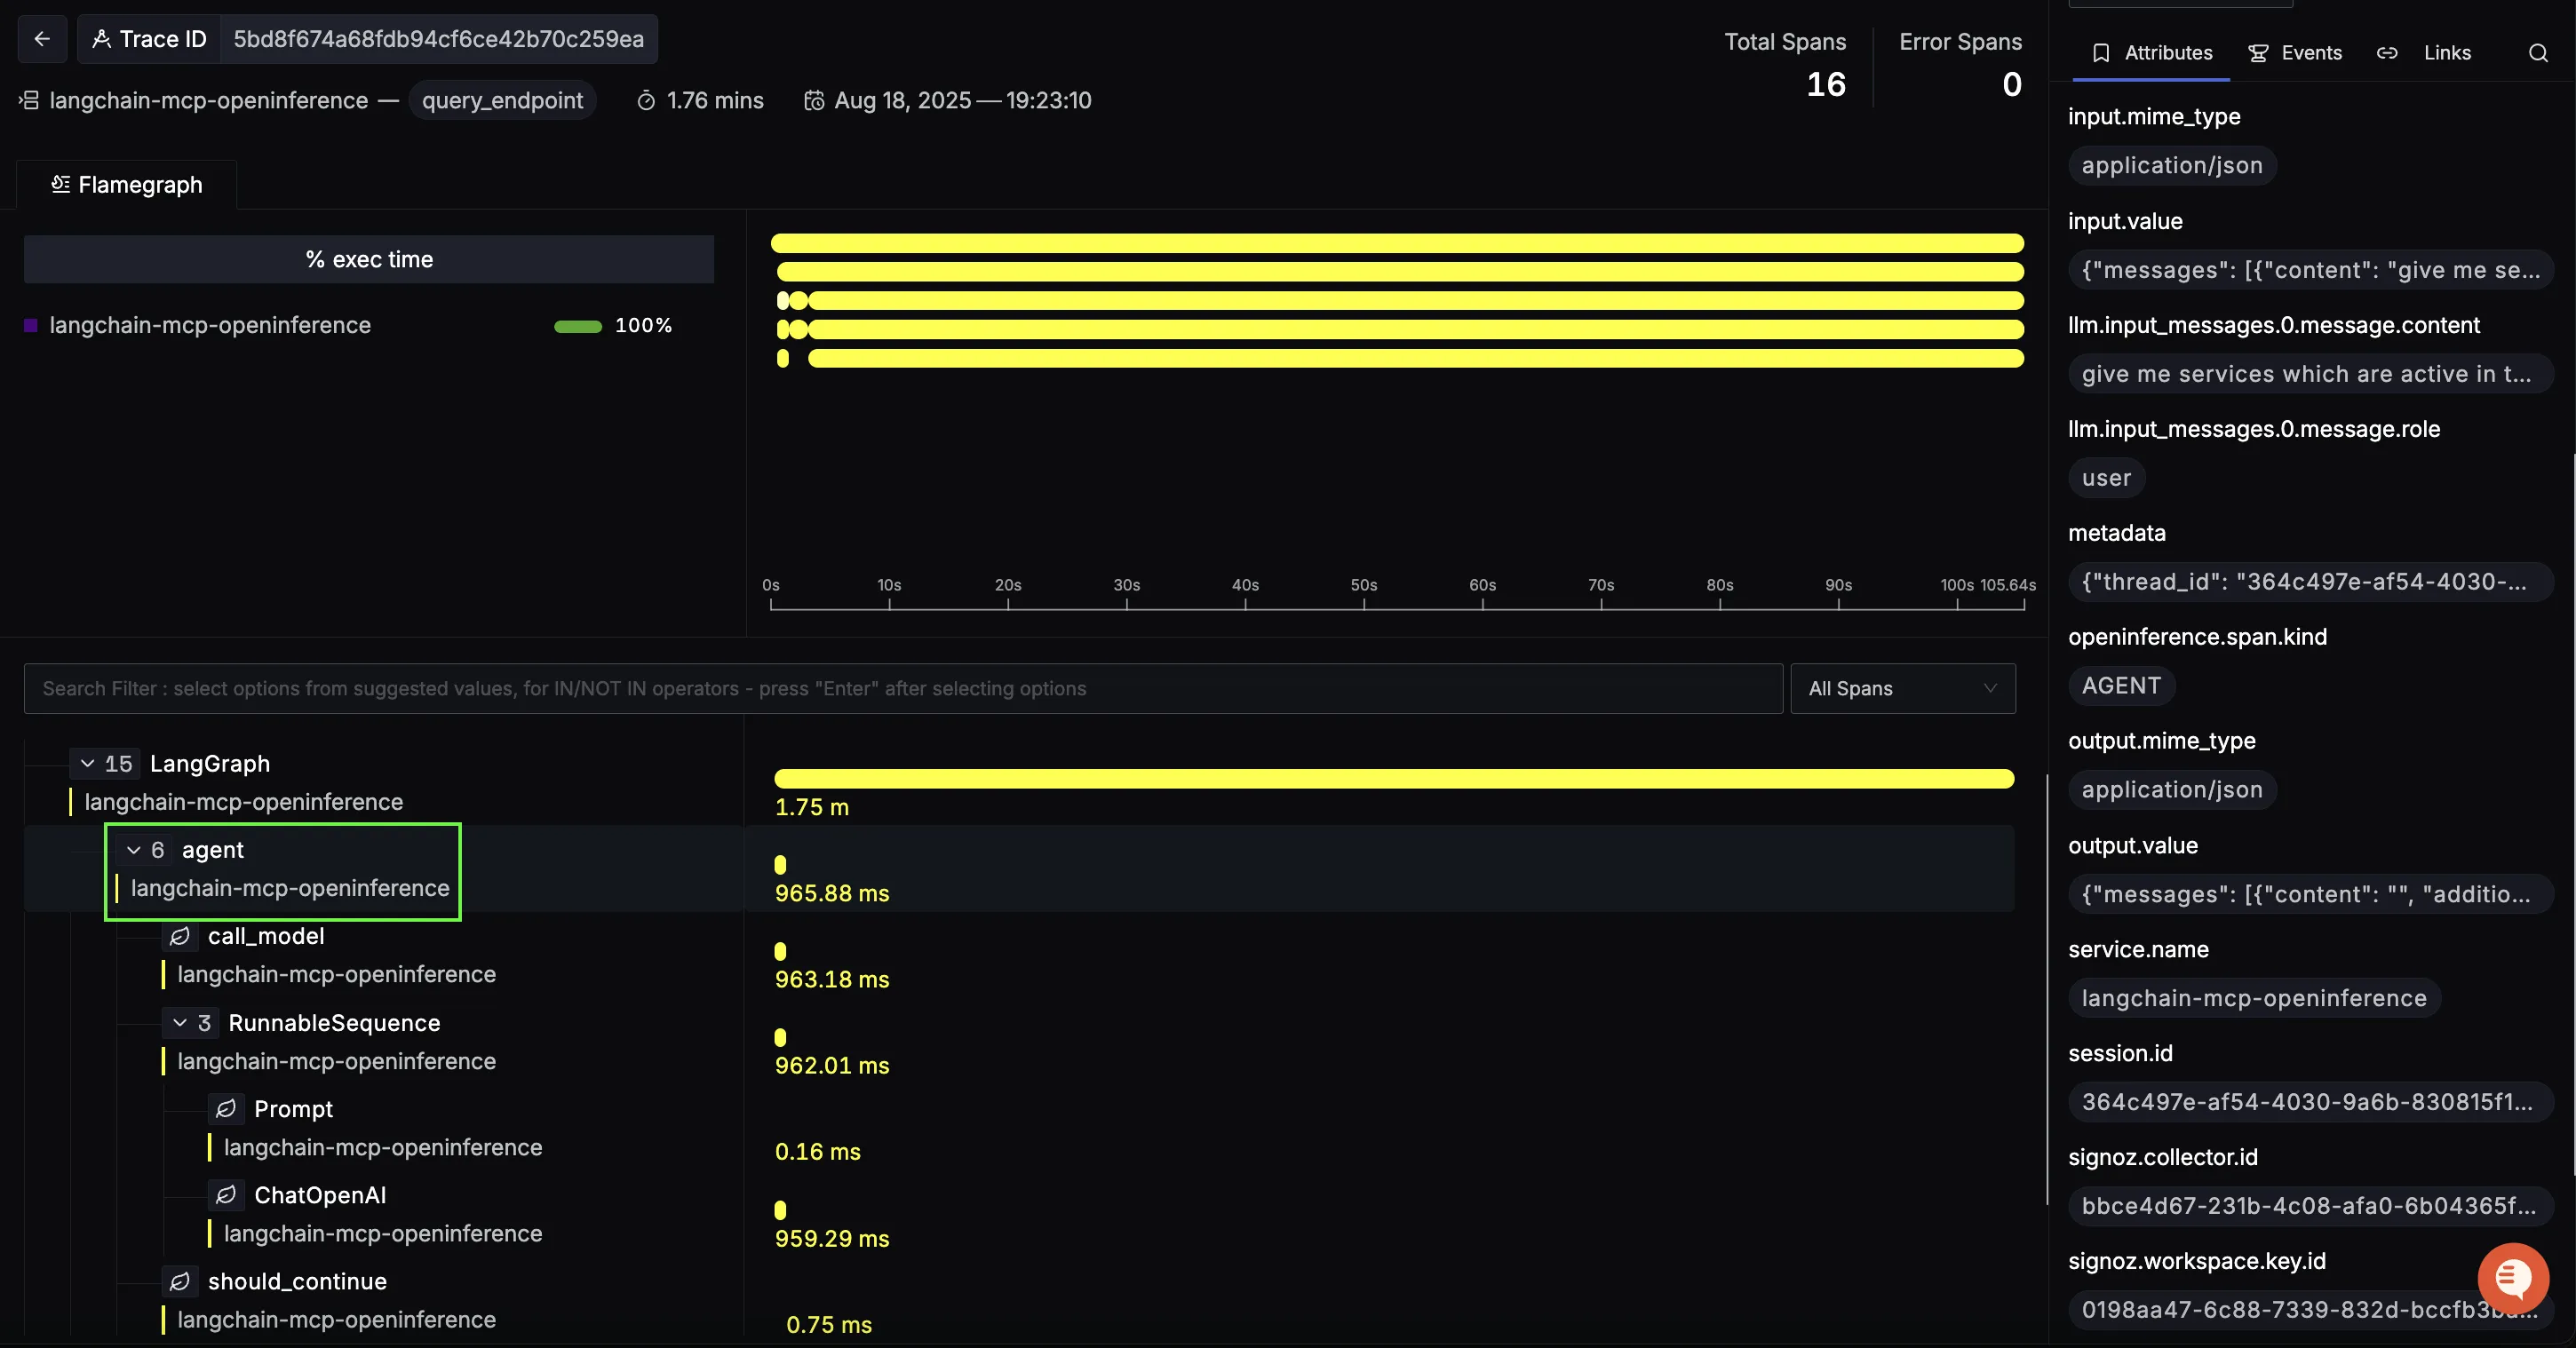 Trace ID 5bd8f674a68fdb94cf6ce42b70c259ea
langchain-mcp-openinference — query_endpoint 1.76 mins Aug 18, 2025 — 19:23:10
Total Spans
16
Error Spans
0
Flamegraph
% exec time
langchain-mcp-openinference 100%
0s 10s 20s 30s 40s 50s 60s 70s 80s 90s 100s 105.64s
Search Filter : select options from suggested values, for IN/NOT IN operators - press "Enter" after selecting options
All Spans
15 LangGraph
langchain-mcp-openinference
1.75 m
6 agent
langchain-mcp-openinference
965.88 ms
call_model
langchain-mcp-openinference
963.18 ms
3 RunnableSequence
langchain-mcp-openinference
962.01 ms
Prompt
langchain-mcp-openinference
0.16 ms
ChatOpenAI
langchain-mcp-openinference
959.29 ms
should_continue
langchain-mcp-openinference
0.75 ms
Attributes Events Links
input.mime_type
application/json
input.value
{"messages": [{"content": "give me se...
llm.input_messages.0.message.content
give me services which are active in t...
llm.input_messages.0.message.role
user
metadata
{"thread_id": "364c497e-af54-4030-...
openinference.span.kind
AGENT
output.mime_type
application/json
output.value
{"messages": [{"content": "", "additio...
service.name
langchain-mcp-openinference
session.id
364c497e-af54-4030-9a6b-830815f1...
signoz.collector.id
bbce4d67-231b-4c08-afa0-6b04365f...
signoz.workspace.key.id